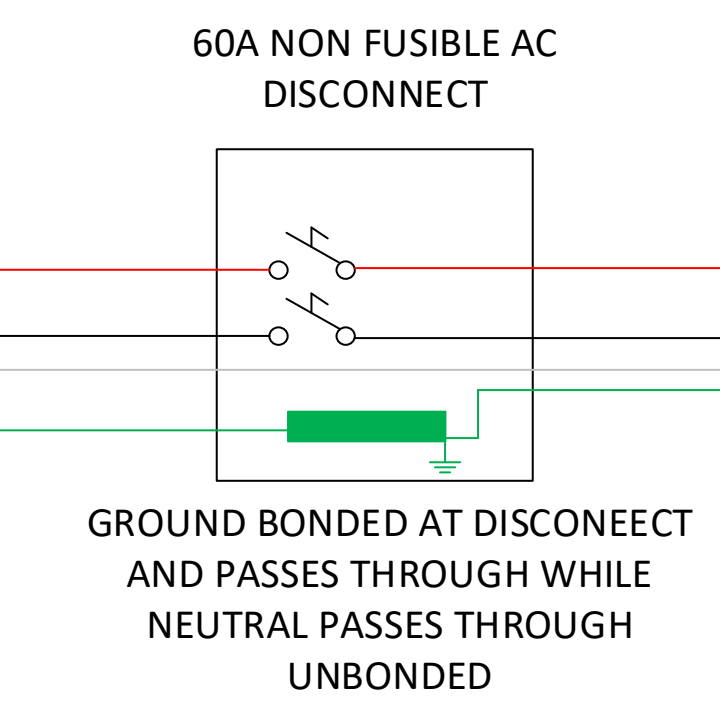 60A NON FUSIBLE AC
DISCONNECT
GROUND BONDED AT DISCONEECT
AND PASSES THROUGH WHILE
NEUTRAL PASSES THROUGH
UNBONDED